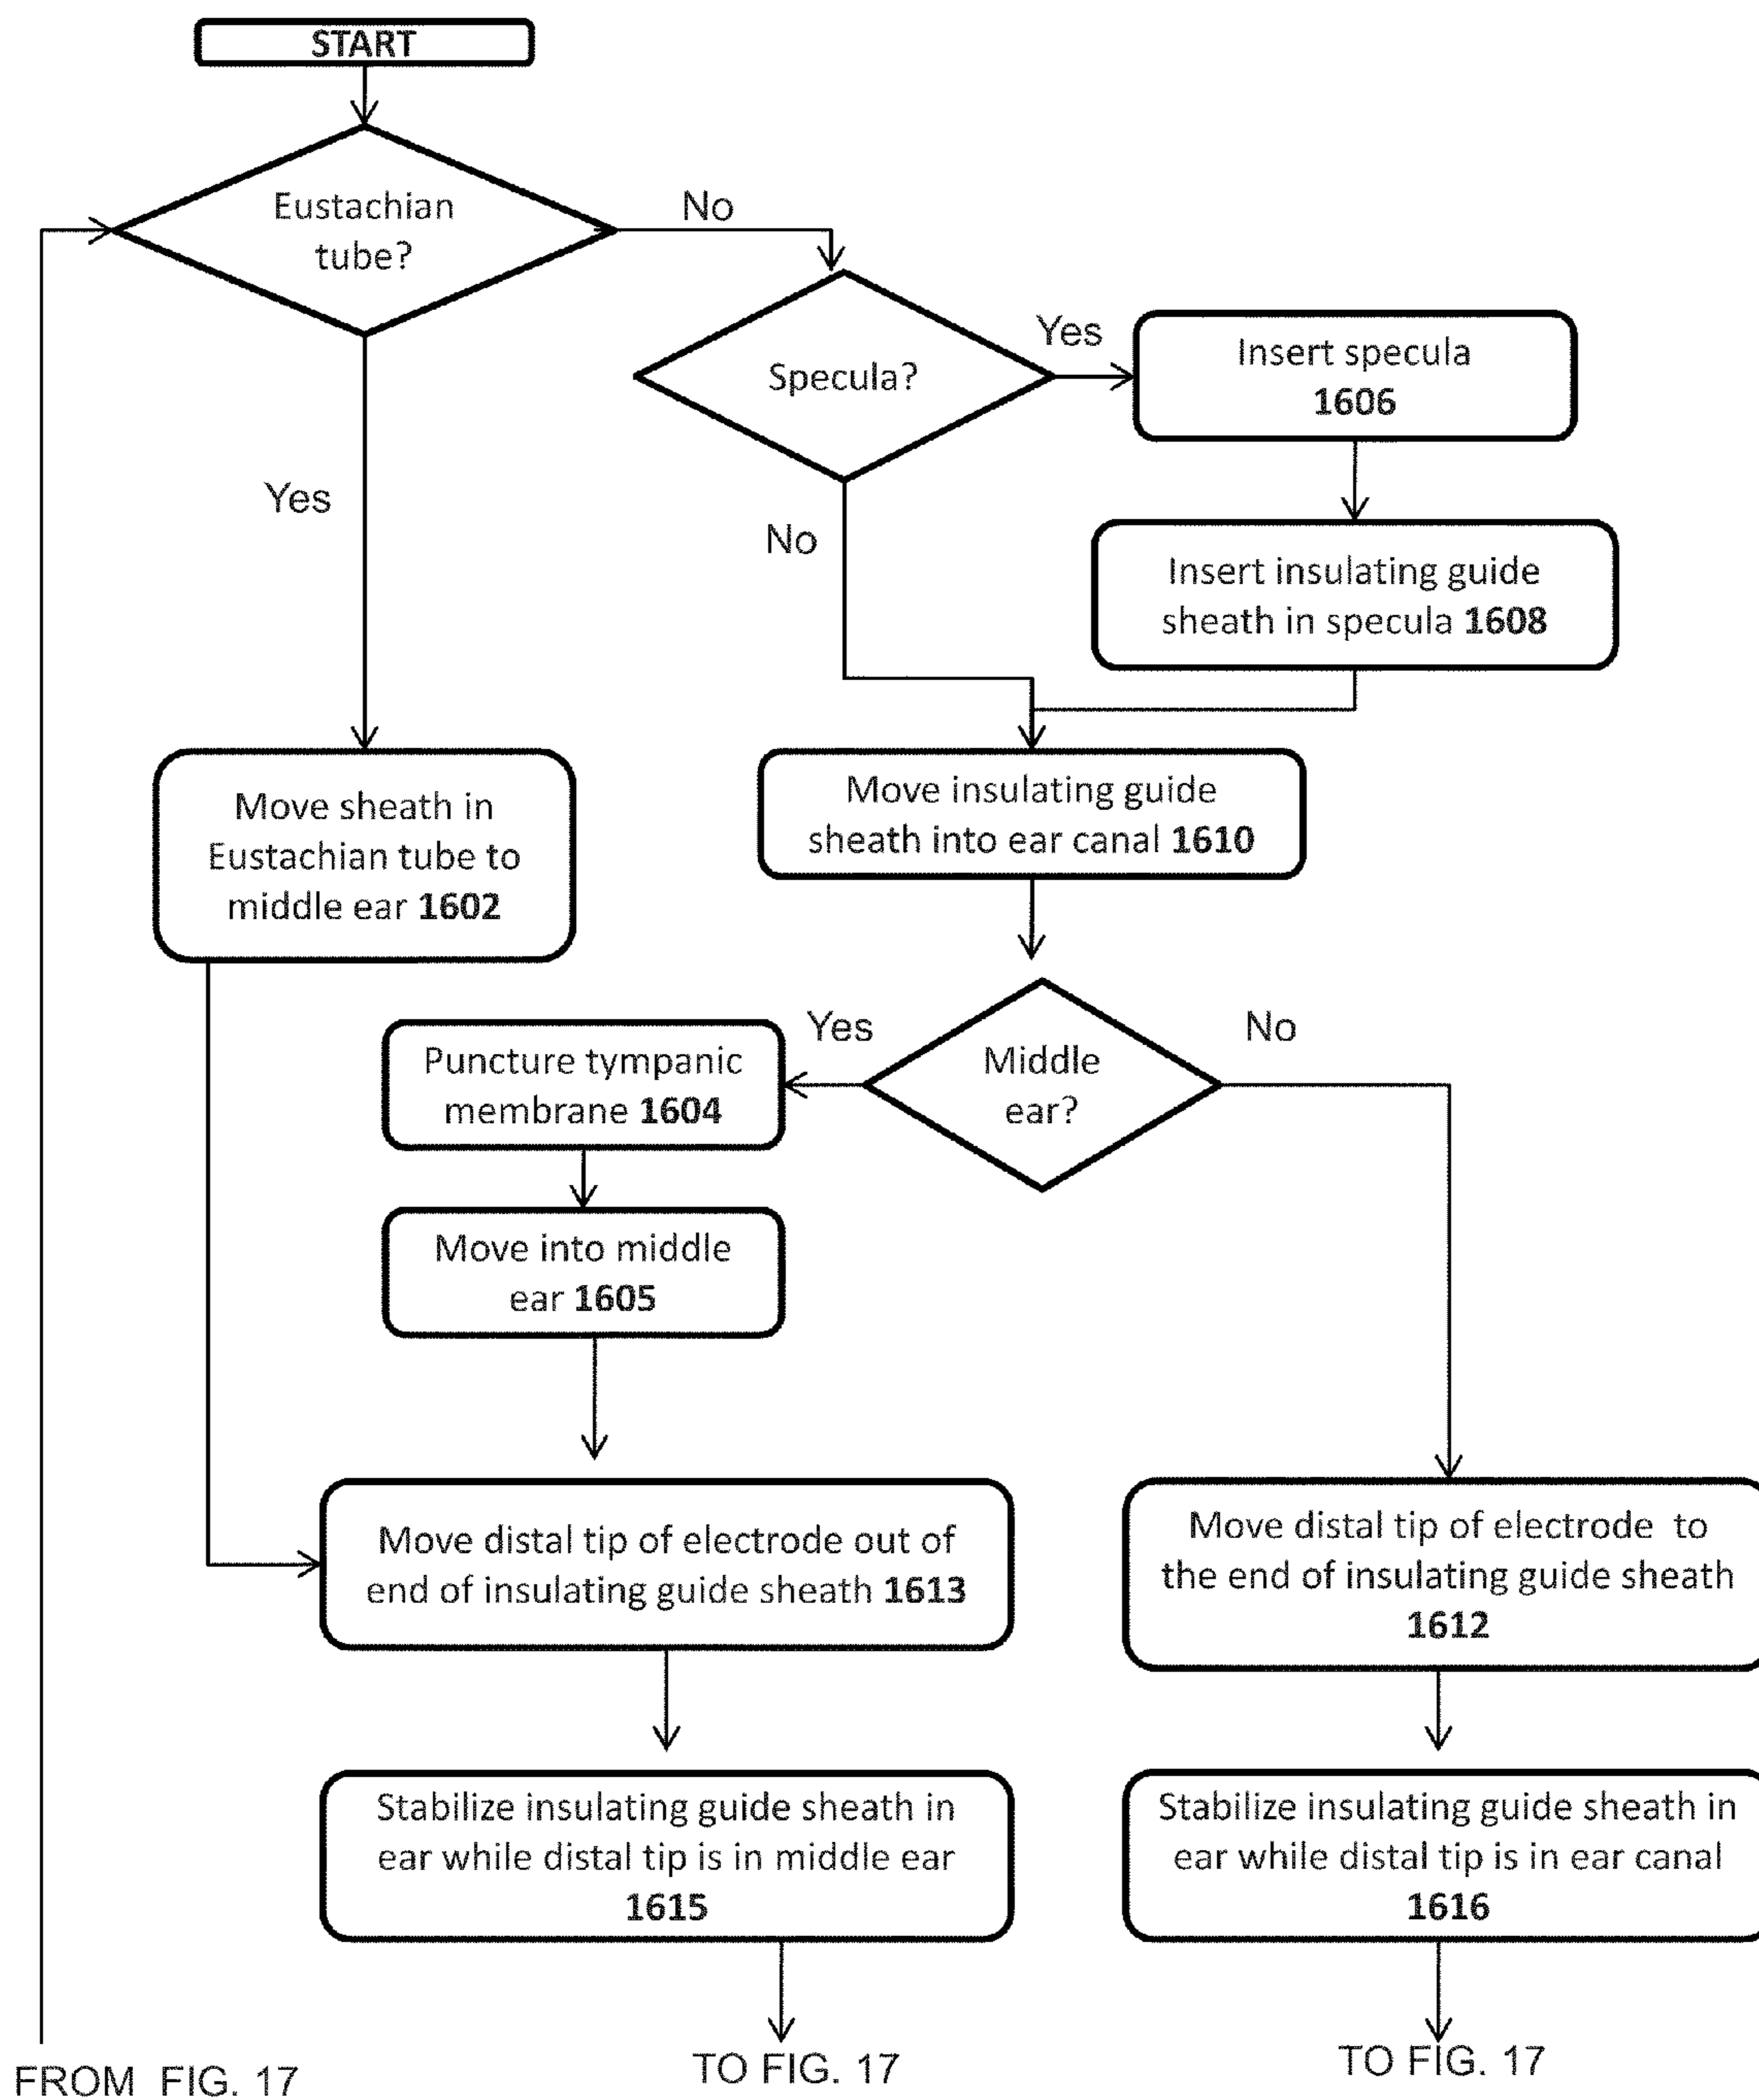 START
Eustachian
tube?
No
Specula?
Yes
Insert specula
1606
Yes
No
Insert insulating guide
sheath in specula 1608
Move sheath in
Eustachian tube to
middle ear 1602
Move insulating guide
sheath into ear canal 1610
Puncture tympanic
membrane 1604
Yes
Middle
ear?
No
Move into middle
ear 1605
Move distal tip of electrode out of
end of insulating guide sheath 1613
Move distal tip of electrode to
the end of insulating guide sheath
1612
Stabilize insulating guide sheath in
ear while distal tip is in middle ear
1615
Stabilize insulating guide sheath in
ear while distal tip is in ear canal
1616
FROM FIG. 17
TO FIG. 17
TO FIG. 17